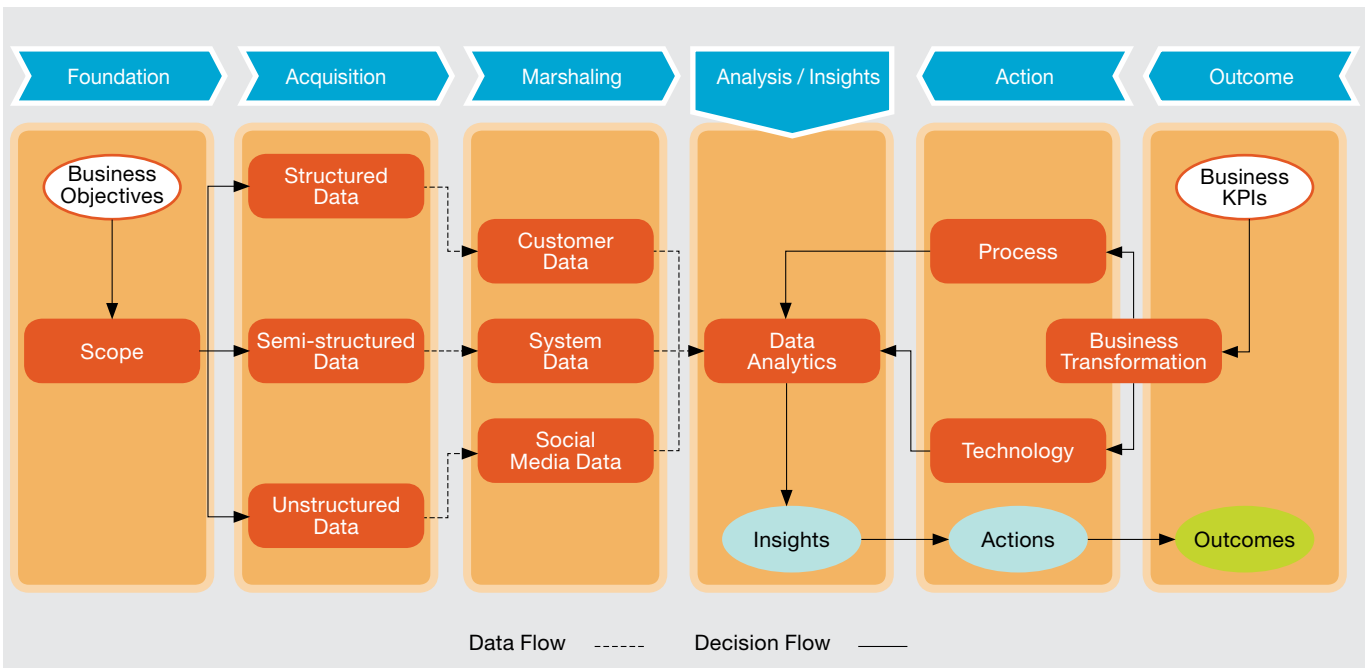 Foundation
Acquisition
Marshaling
Analysis / Insights
Action
Outcome
Business
Objectives
Scope
Structured
Data
Semi-structured
Data
Unstructured
Data
Customer
Data
System
Data
Social
Media Data
Data
Analytics
Insights
Process
Technology
Actions
Business
KPIs
Business
Transformation
Outcomes
Data Flow
Decision Flow